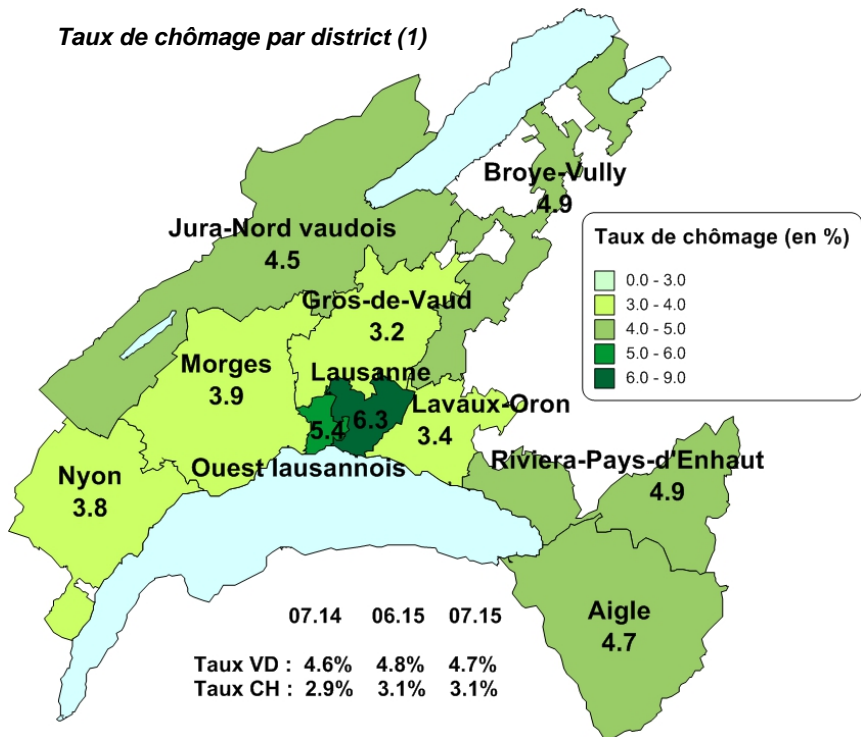 Taux de chômage par district (1)
Broye-Vully
4.9
Jura-Nord vaudois
4.5
Taux de chômage (en %)
0.0 - 3.0
3.0 - 4.0
4.0 - 5.0
5.0 - 6.0
6.0 - 9.0
Gros-de-Vaud
3.2
Morges
3.9
Lausanne
6.3
5.4
Lavaux-Oron
3.4
Ouest lausannois
Riviera-Pays-d'Enhaut
4.9
Nyon
3.8
Aigle
4.7
07.14 06.15 07.15
Taux VD : 4.6% 4.8% 4.7%
Taux CH : 2.9% 3.1% 3.1%